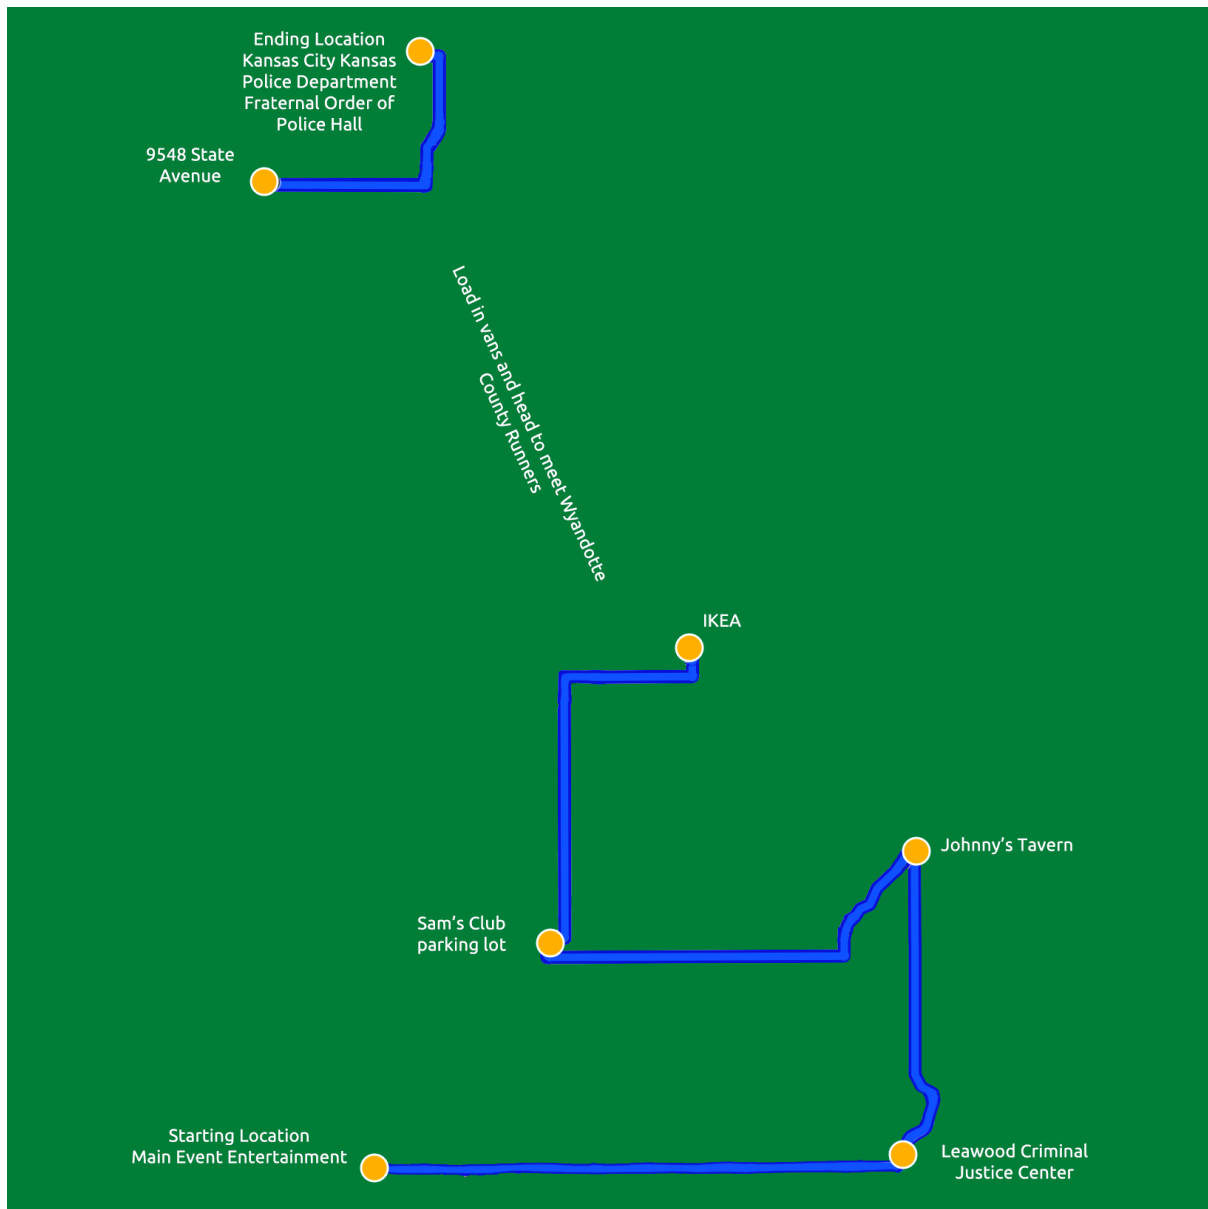 Ending Location
Kansas City Kansas
Police Department
Fraternal Order of
Police Hall
9548 State
Avenue
Load in vans and head to meet Wyandotte
County Runners
IKEA
Johnny’s Tavern
Sam’s Club
parking lot
Starting Location
Main Event Entertainment
Leawood Criminal
Justice Center